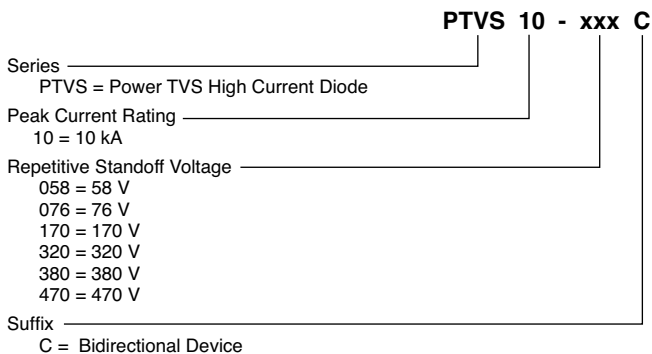 PTVS 10 - xxx C
Series
PTVS = Power TVS High Current Diode
Peak Current Rating
10 = 10 kA
Repetitive Standoff Voltage
058 = 58 V
076 = 76 V
170 = 170 V
320 = 320 V
380 = 380 V
470 = 470 V
Suffix
C = Bidirectional Device